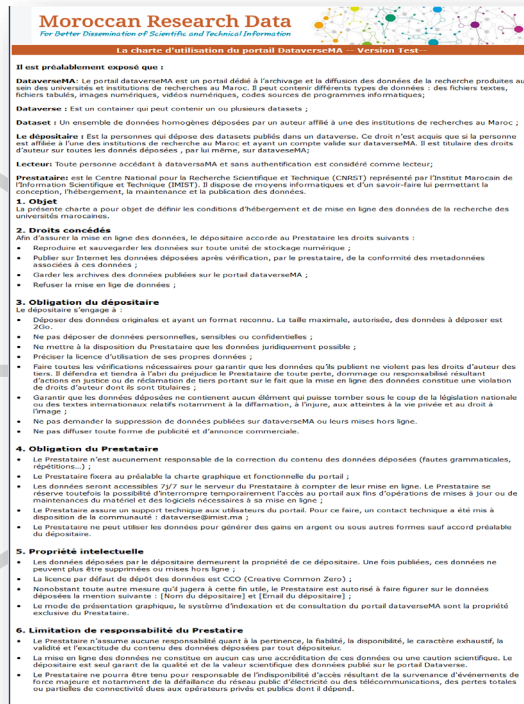 Moroccan Research Data
For Better Dissemination of Scientific and Technical Information
La charte d'utilisation du portail DataverseMA — Version Test--
Il est préalablement exposé que :
DataverseMA: Le portail dataverseMA est un portail dédié à l'archivage et la diffusion des données de la recherche produites au
sein des universités et institutions de recherches au Maroc. Il peut contenir différents types de données : des fichiers textes,
fichiers tabulés, images numériques, vidéos numériques, codes sources de programmes informatiques;
Dataverse : Est un container qui peut contenir un ou plusieurs datasets ;
Dataset : Un ensemble de données homogènes déposées par un auteur affilié à une des institutions de recherches au Maroc ;
Le dépositaire : Est la personnes qui dépose des datasets publiés dans un dataverse. Ce droit n'est acquis que si la personne
est affiliée à l'une des institutions de recherche au Maroc et ayant un compte valide sur dataverseMA. Il est titulaire des droits
d'auteur sur toutes les donnés déposées , par lui même, sur dataveseMA;
Lecteur: Toute personne accédant à dataversaMA et sans authentification est considéré comme lecteur;
Prestataire: est le Centre National pour la Recherche Scientifique et Technique (CNRST) représenté par l'Institut Marocain de
l'Information Scientifique et Technique (IMIST). Il dispose de moyens informatiques et d'un savoir-faire lui permettant la
conception, l'hébergement, la maintenance et la publication des données.
1. Objet
La présente charte a pour objet de définir les conditions d'hébergement et de mise en ligne des données de la recherche des
universités marocaines.
2. Droits concédés
Afin d'assurer la mise en ligne des données, le dépositaire accorde au Prestataire les droits suivants :
• Reproduire et sauvegarder les données sur toute unité de stockage numérique ;
• Publier sur Internet les données déposées après vérification, par le prestataire, de la conformité des metadonnées
associées à ces données ;
• Garder les archives des données publiées sur le portail dataverseMA ;
• Refuser la mise en lige de données ;
3. Obligation du dépositaire
Le dépositaire s'engage à :
• Déposer des données originales et ayant un format reconnu. La taille maximale, autorisée, des données à déposer est
2Go.
• Ne pas déposer de données personnelles, sensibles ou confidentielles ;
• Ne mettre à la disposition du Prestataire que les données juridiquement possible ;
• Préciser la licence d'utilisation de ses propres données ;
• Faire toutes les vérifications nécessaires pour garantir que les données qu'ils publient ne violent pas les droits d'auteur des
tiers. Il défendra et tendra à l'abri du préjudice le Prestataire de toute perte, dommage ou responsabilisé résultant
d'actions en justice ou de réclamation de tiers portant sur le fait que la mise en ligne des données constitue une violation
de droits d'auteur dont ils sont titulaires ;
• Garantir que les données déposées ne contienent aucun élément qui puisse tomber sous le coup de la législation nationale
ou des textes internationaux relatifs notamment à la diffamation, à l'injure, aux atteintes à la vie privée et au droit à
l'image ;
• Ne pas demander la suppression de données publiées sur dataverseMA ou leurs mises hors ligne.
• Ne pas diffuser toute forme de publicité et d'annonce commerciale.
4. Obligation du Prestataire
• Le Prestataire n'est aucunement responsable de la correction du contenu des données déposées (fautes grammaticales,
répétitions...) ;
• Le Prestataire fixera au préalable la charte graphique et fonctionnelle du portail ;
• Les données seront accessibles 7j/7 sur le serveur du Prestataire à compter de leur mise en ligne. Le Prestataire se
réserve toutefois la possibilité d'interrompre temporairement l'accès au portail aux fins d'opérations de mises à jour ou de
maintenances du matériel et des logiciels nécessaires à sa mise en ligne ;
• Le Prestataire assure un support technique aux utilisateurs du portail. Pour ce faire, un contact technique a été mis à
disposition de la communauté : dataverse@imist.ma ;
• Le Prestataire ne peut utiliser les données pour générer des gains en argent ou sous autres formes sauf accord préalable
du dépositaire.
5. Propriété intelectuelle
• Les données déposées par le dépositaire demeurent la propriété de ce dépositaire. Une fois publiées, ces données ne
peuvent plus être supprimées ou mises hors ligne ;
• La licence par défaut de dépôt des données est CCO (Creative Common Zero) ;
• Nonobstant toute autre mesure qu'il jugera à cette fin utile, le Prestataire est autorisé à faire figurer sur le données
déposées la mention suivante : [Nom du dépositaire] et [Email du dépositaire] ;
• Le mode de présentation graphique, le système d'indexation et de consultation du portail dataverseMA sont la propriété
exclusive du Prestataire.
6. Limitation de responsabilité du Prestatire
• Le Prestataire n'assume aucune responsabilité quant à la pertinence, la fiabilité, la disponibilité, le caractère exhaustif, la
validité et l'exactitude du contenu des données déposées par tout dépositeiur.
• La mise en ligne des données ne constitue en aucun cas une accréditation de ces données ou une caution scientifique. Le
dépositaire est seul garant de la qualité et de la valeur scientifique des données publié sur le portail Dataverse.
• Le Prestataire ne pourra être tenu pour responsable de l'indisponibilité d'accès résultant de la survenance d'événements de
force majeure et notamment de la défaillance du réseau public d'électricité ou des télécommunications, des pertes totales
ou partielles de connectivité dues aux opérateurs privés et publics dont il dépend.